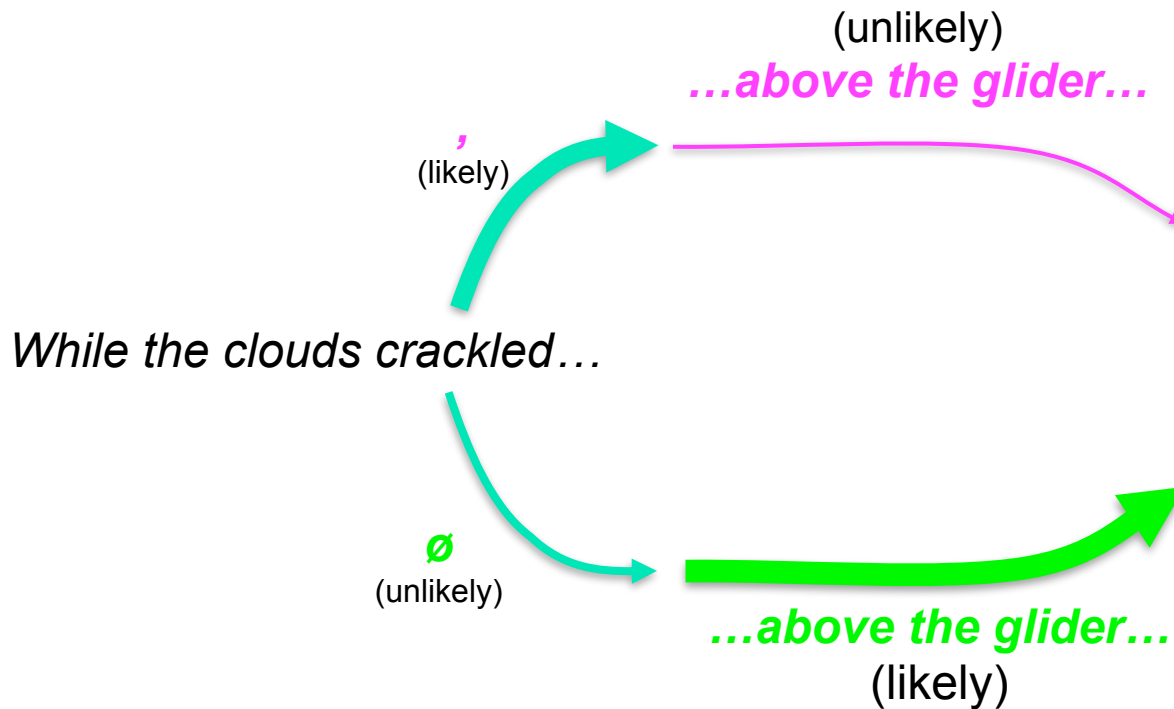 (unlikely)
…above the glider…
,
(likely)
While the clouds crackled…
ø
(unlikely)
…above the glider…
(likely)